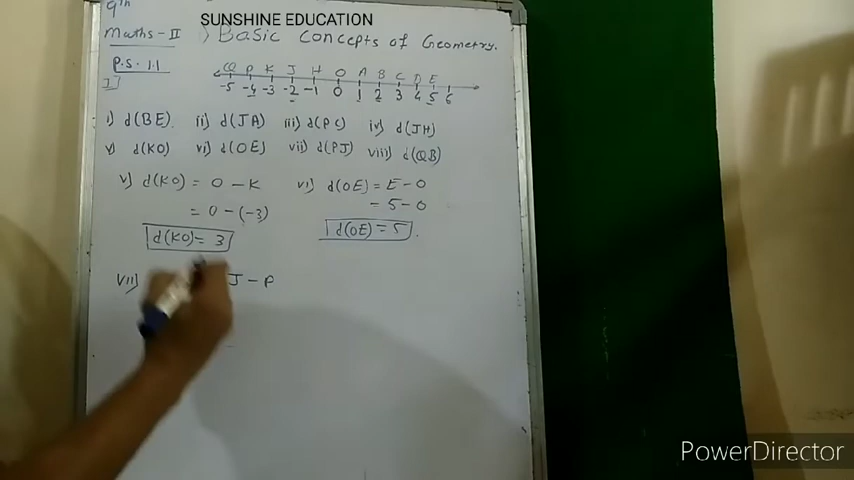 9th
SUNSHINE EDUCATION
Maths-II ) Basic Concepts of Geometry.
P.S. 1.1
1]
Q P K J H O A B C D E
-5 -4 -3 -2 -1 0 1 2 3 4 5 6
i) d(BE). ii) d(JA) iii) d(PC) iv) d(JH)
v) d(KO) vi) d(OE) vii) d(PJ) viii) d(QB)
v) d(KO) = O - K vi) d(OE) = E - O
= 0 - (-3) = 5 - 0
d(KO) = 3 d(OE) = 5 .
vii) J - P
PowerDirector